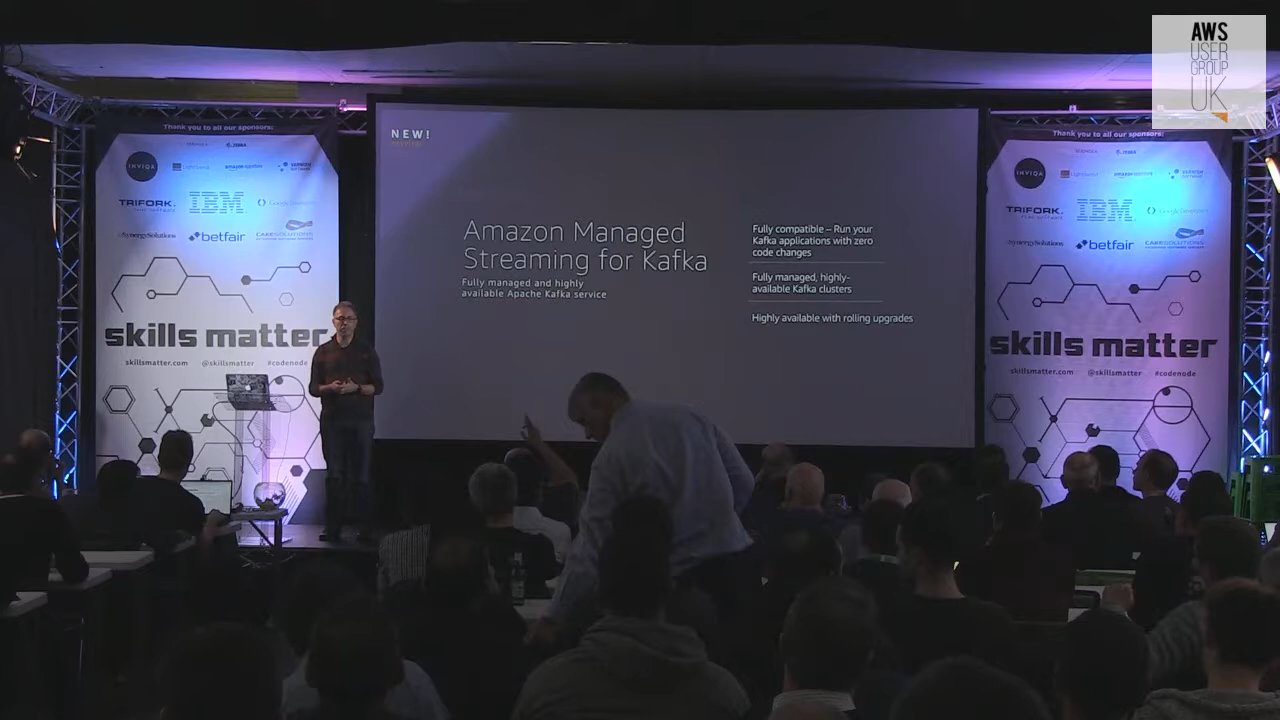 AWS
USER
GROUP
UK
Thank you to all our sponsors:
INVIQA
TRIFORK.
IBM
betfair
CAKESOLUTIONS
skills matter
skillsmatter.com @skillsmatter #codenode
NEW!
Amazon Managed
Streaming for Kafka
Fully managed and highly
available Apache Kafka service
Fully compatible – Run your
Kafka applications with zero
code changes
Fully managed, highly-
available Kafka clusters
Highly available with rolling upgrades
Thank you to all our sponsors:
INVIQA
TRIFORK.
IBM
SynergySolutions
betfair
CAKESOLUTIONS
skills matter
skillsmatter.com @skillsmatter #codenode